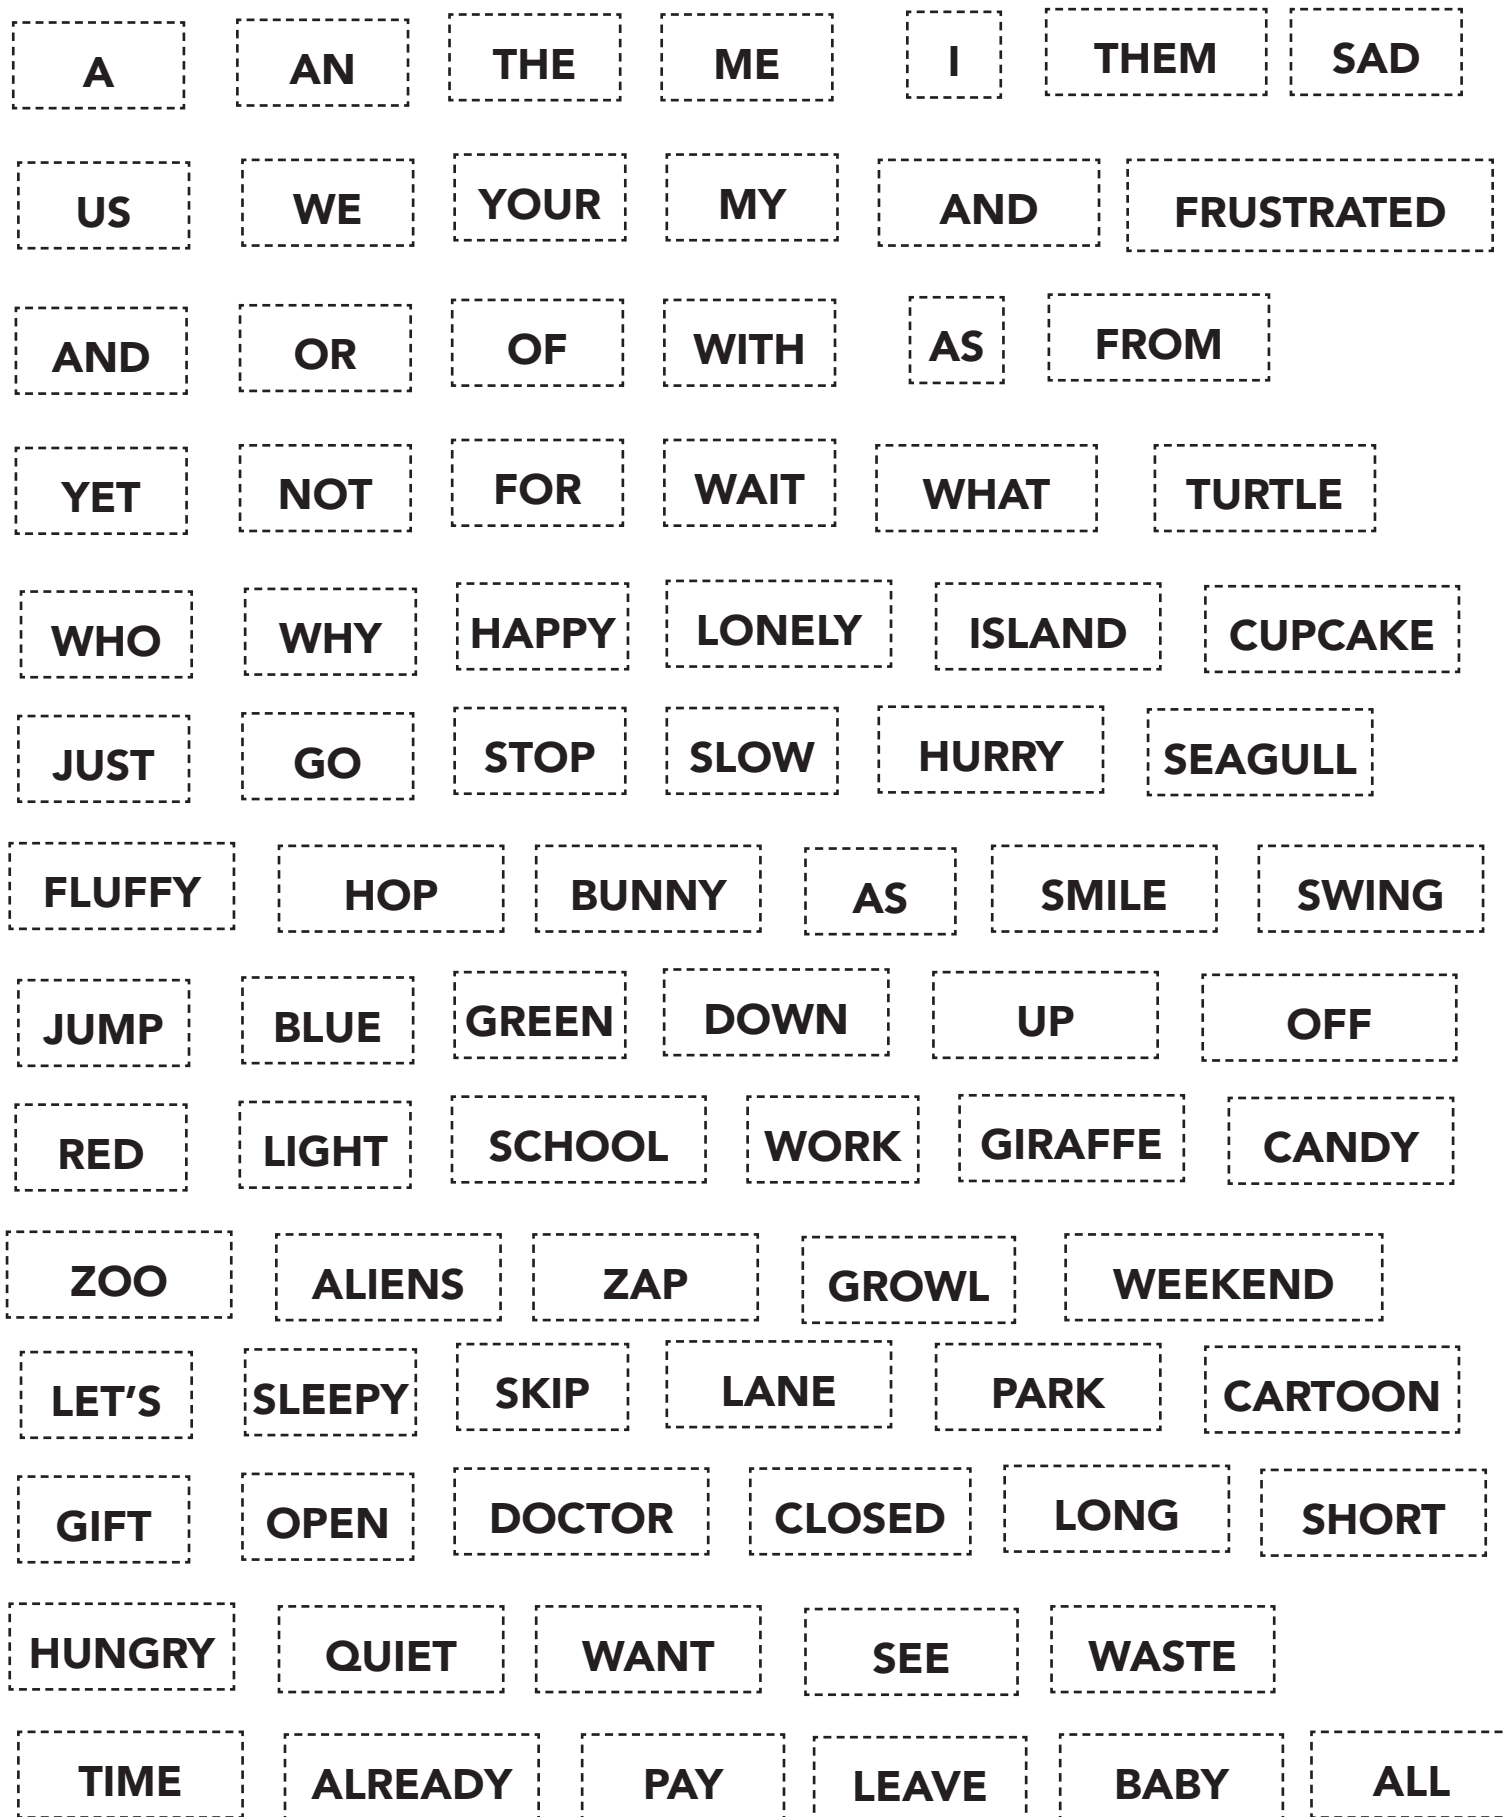 A AN THE ME I THEM SAD
US WE YOUR MY AND FRUSTRATED
AND OR OF WITH AS FROM
YET NOT FOR WAIT WHAT TURTLE
WHO WHY HAPPY LONELY ISLAND CUPCAKE
JUST GO STOP SLOW HURRY SEAGULL
FLUFFY HOP BUNNY AS SMILE SWING
JUMP BLUE GREEN DOWN UP OFF
RED LIGHT SCHOOL WORK GIRAFFE CANDY
ZOO ALIENS ZAP GROWL WEEKEND
LET’S SLEEPY SKIP LANE PARK CARTOON
GIFT OPEN DOCTOR CLOSED LONG SHORT
HUNGRY QUIET WANT SEE WASTE
TIME ALREADY PAY LEAVE BABY ALL